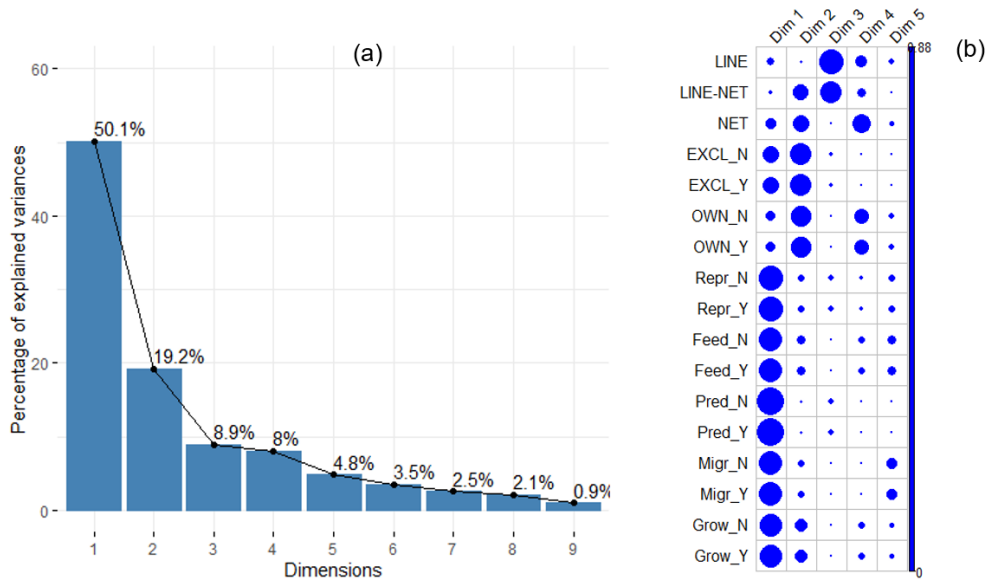 (a)
Percentage of explained variances
60
40
20
0
50.1%
19.2%
8.9%
8%
4.8%
3.5%
2.5%
2.1%
0.9%
1 2 3 4 5 6 7 8 9
Dimensions
(b)
Dim 1 Dim 2 Dim 3 Dim 4 Dim 5
LINE
LINE-NET
NET
EXCL_N
EXCL_Y
OWN_N
OWN_Y
Repr_N
Repr_Y
Feed_N
Feed_Y
Pred_N
Pred_Y
Migr_N
Migr_Y
Grow_N
Grow_Y
88
0